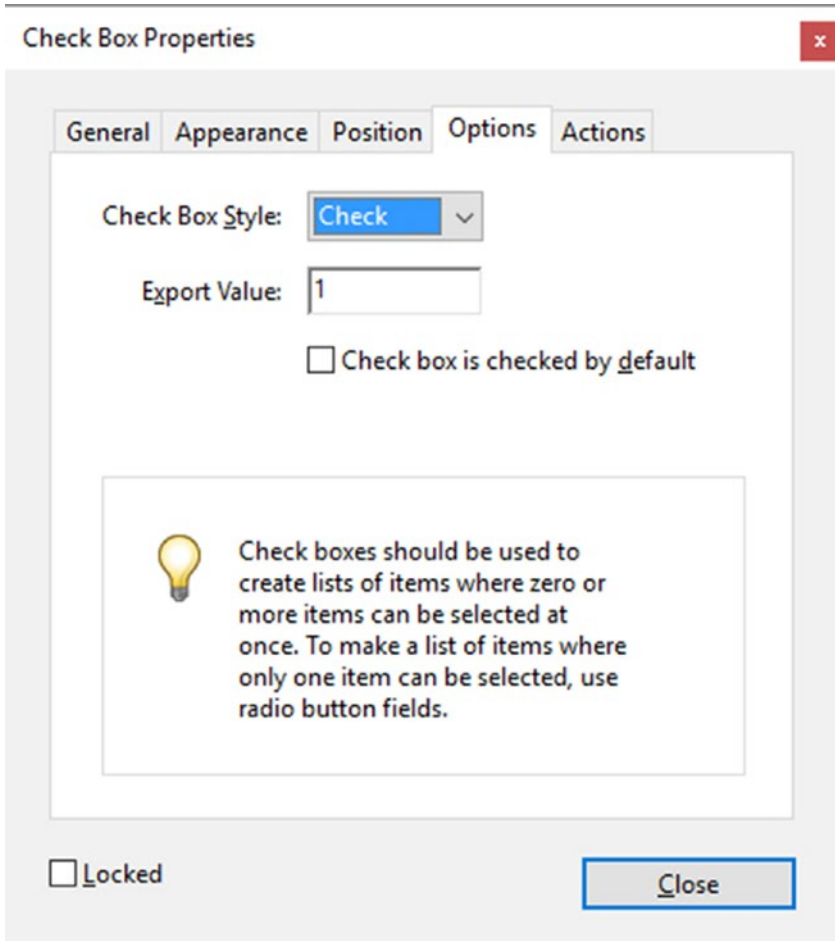 Check Box Properties
x
General Appearance Position Options Actions
Check Box Style: Check
Export Value: 1
Check box is checked by default
Check boxes should be used to
create lists of items where zero or
more items can be selected at
once. To make a list of items where
only one item can be selected, use
radio button fields.
Locked
Close